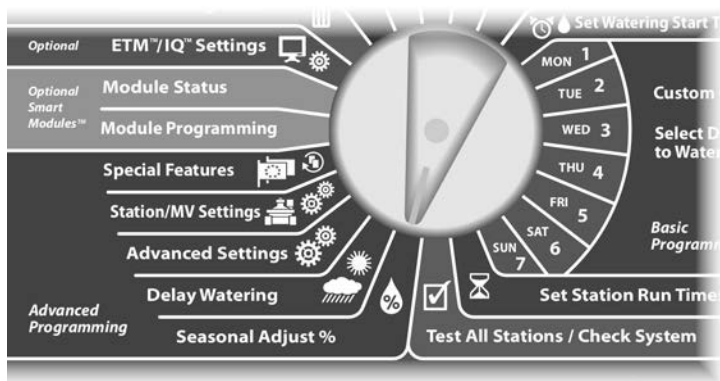 Optional
ETM™/IQ™ Settings
Optional
Smart
Modules™
Module Status
Module Programming
Special Features
Station/MV Settings
Advanced Settings
Delay Watering
Advanced
Programming
Seasonal Adjust %
%
Set Watering Start
MON 1
TUE 2
WED 3
THU 4
FRI 5
SAT 6
SUN 7
Custom
Select
to Water
Basic
Set Station Run Time
Test All Stations / Check System